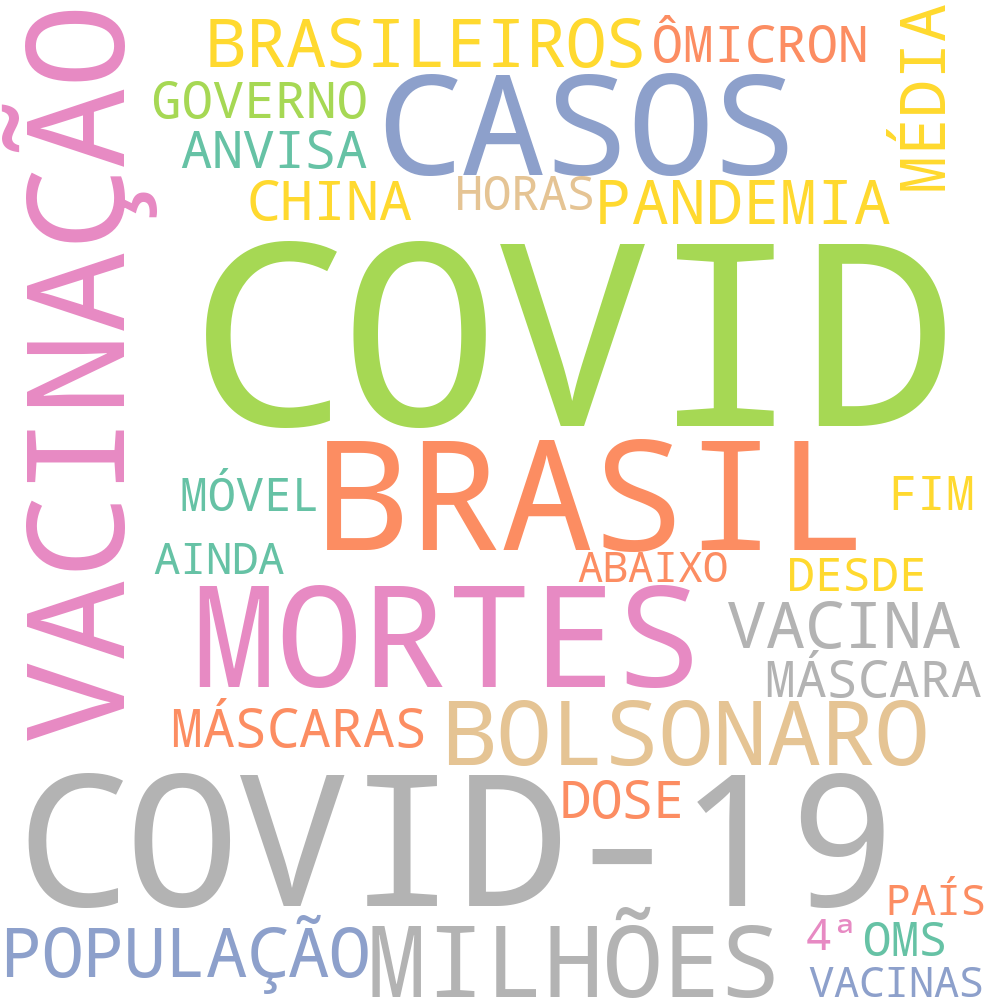 VACINAÇÃO
BRASILEIROS
ÔMICRON
MÉDIA
GOVERNO
CASOS
ANVISA
CHINA
HORAS
PANDEMIA
COVID
BRASIL
MÓVEL
FIM
AINDA
ABAIXO
DESDE
MORTES
VACINA
MÁSCARA
MÁSCARAS
BOLSONARO
COVID-19
DOSE
PAÍS
POPULAÇÃO
MILHÕES
4ª
OMS
VACINAS